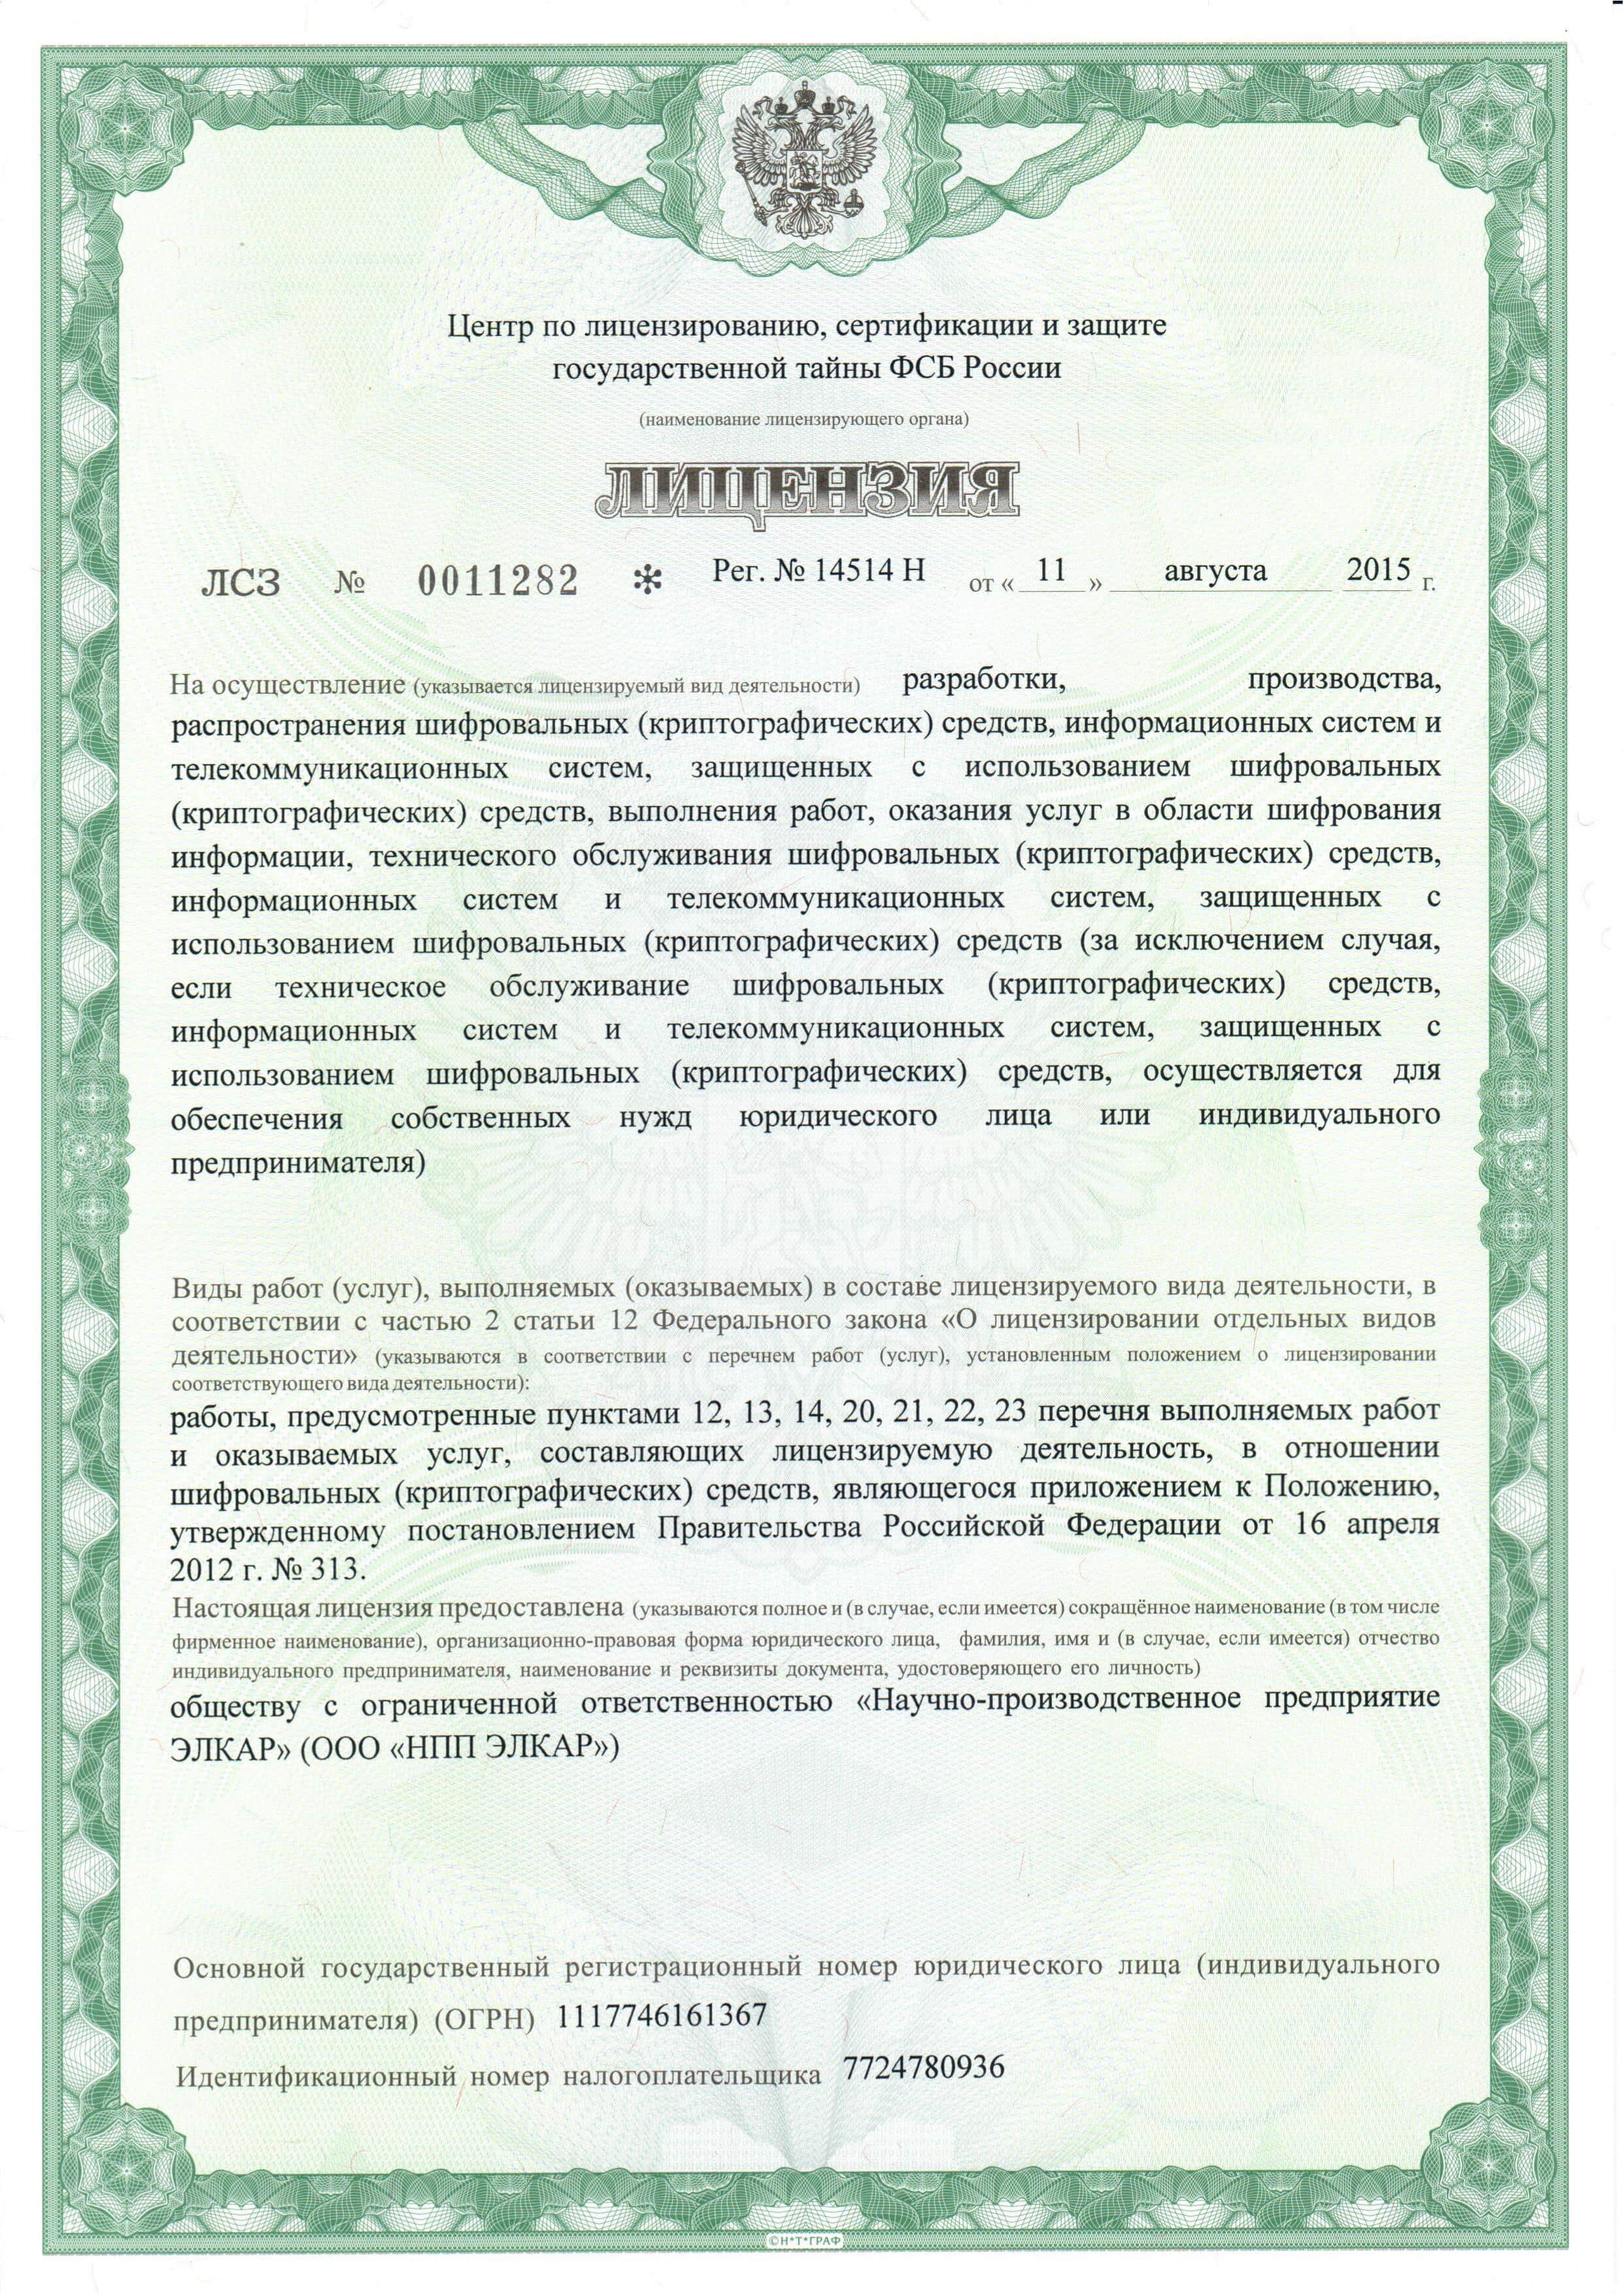 Центр по лицензированию, сертификации и защите
государственной тайны ФСБ России
(наименование лицензирующего органа)
ЛИЦЕНЗИЯ
ЛСЗ № 0011282 * Рег. № 14514 Н от « 11 » августа 2015 г.
На осуществление (указывается лицензируемый вид деятельности) разработки, производства,
распространения шифровальных (криптографических) средств, информационных систем и
телекоммуникационных систем, защищенных с использованием шифровальных
(криптографических) средств, выполнения работ, оказания услуг в области шифрования
информации, технического обслуживания шифровальных (криптографических) средств,
информационных систем и телекоммуникационных систем, защищенных с
использованием шифровальных (криптографических) средств (за исключением случая,
если техническое обслуживание шифровальных (криптографических) средств,
информационных систем и телекоммуникационных систем, защищенных с
использованием шифровальных (криптографических) средств, осуществляется для
обеспечения собственных нужд юридического лица или индивидуального
предпринимателя)
Виды работ (услуг), выполняемых (оказываемых) в составе лицензируемого вида деятельности, в
соответствии с частью 2 статьи 12 Федерального закона «О лицензировании отдельных видов
деятельности» (указываются в соответствии с перечнем работ (услуг), установленным положением о лицензировании
соответствующего вида деятельности):
работы, предусмотренные пунктами 12, 13, 14, 20, 21, 22, 23 перечня выполняемых работ
и оказываемых услуг, составляющих лицензируемую деятельность, в отношении
шифровальных (криптографических) средств, являющегося приложением к Положению,
утвержденному постановлением Правительства Российской Федерации от 16 апреля
2012 г. № 313.
Настоящая лицензия предоставлена (указываются полное и (в случае, если имеется) сокращённое наименование (в том числе
фирменное наименование), организационно-правовая форма юридического лица, фамилия, имя и (в случае, если имеется) отчество
индивидуального предпринимателя, наименование и реквизиты документа, удостоверяющего его личность)
обществу с ограниченной ответственностью «Научно-производственное предприятие
ЭЛКАР» (ООО «НПП ЭЛКАР»)
Основной государственный регистрационный номер юридического лица (индивидуального
предпринимателя) (ОГРН) 1117746161367
Идентификационный номер налогоплательщика 7724780936
©Н*Т*ГРАФ